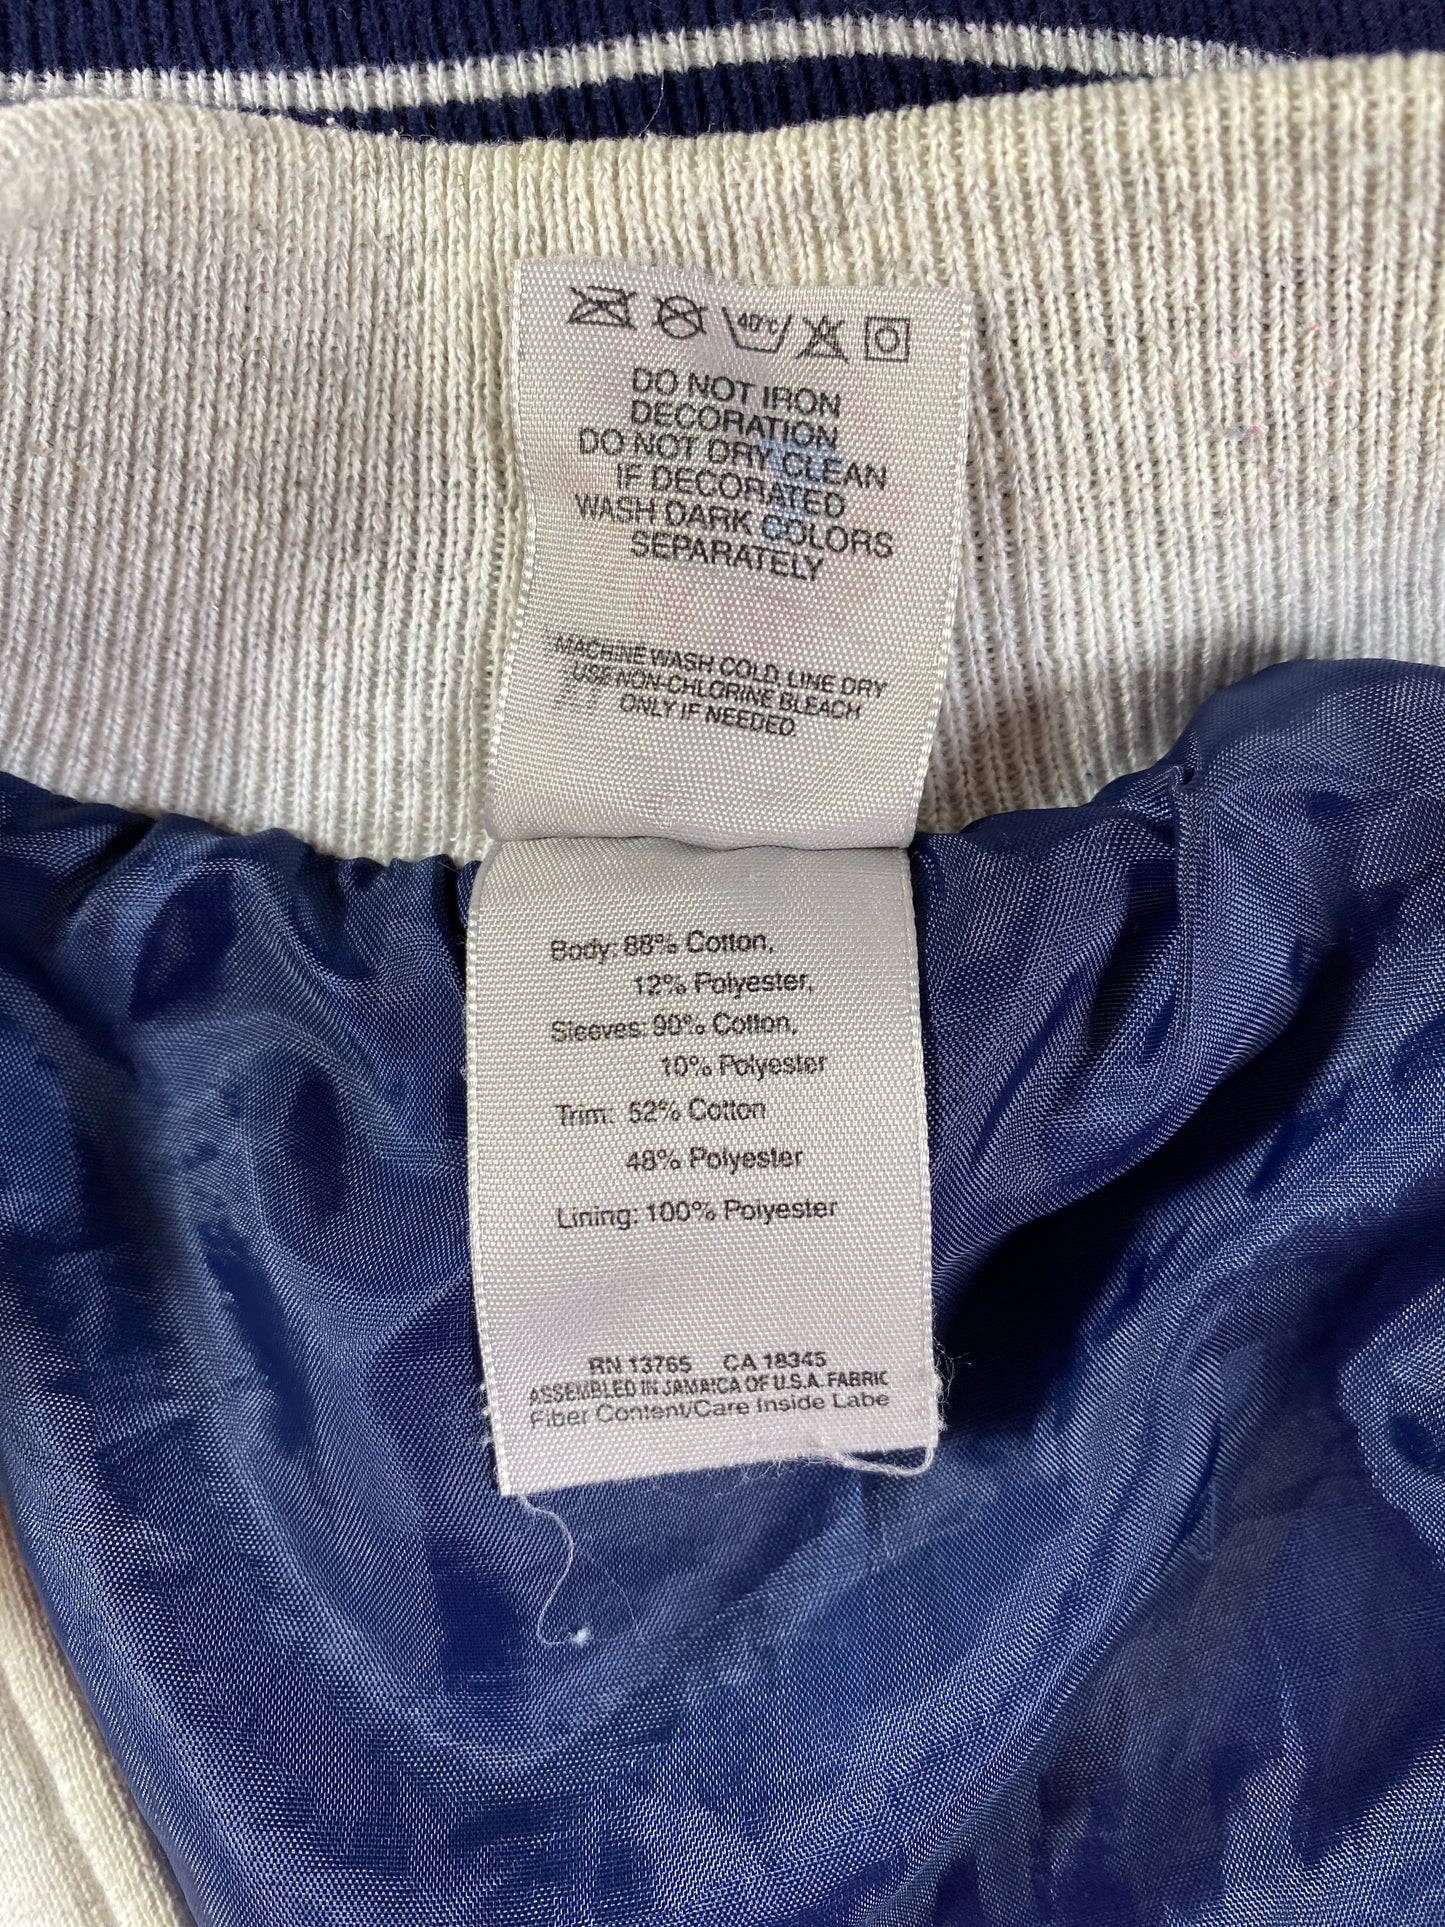 40°c
DO NOT IRON
DECORATION
DO NOT DRY CLEAN
IF DECORATED
WASH DARK COLORS
SEPARATELY
MACHINE WASH COLD, LINE DRY
USE NON-CHLORINE BLEACH
ONLY IF NEEDED
Body: 88% Cotton,
12% Polyester,
Sleeves: 90% Cotton,
10% Polyester
Trim: 52% Cotton
48% Polyester
Lining: 100% Polyester
RN 13765 CA 18345
ASSEMBLED IN JAMAICA OF U.S.A. FABRIC
Fiber Content/Care Inside Labe